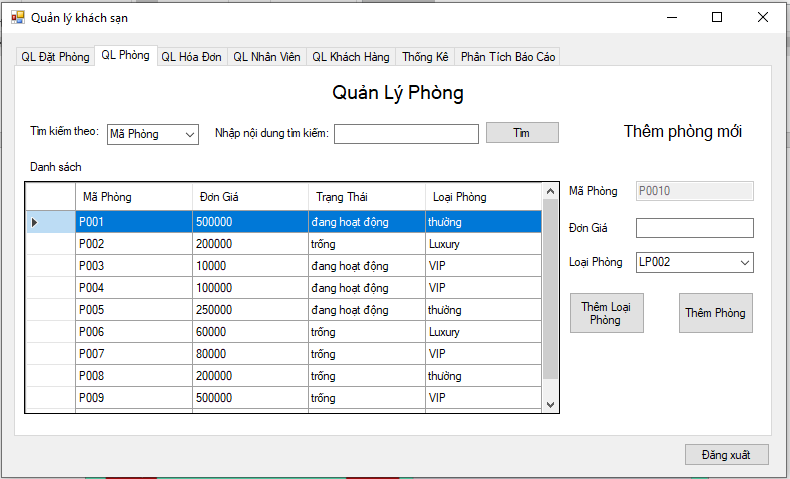 Quản lý khách sạn
QL Đặt Phòng QL Phòng QL Hóa Đơn QL Nhân Viên QL Khách Hàng Thống Kê Phân Tích Báo Cáo
Quản Lý Phòng
Tìm kiếm theo: Mã Phòng Nhập nội dung tìm kiếm: Tìm Thêm phòng mới
Danh sách
Mã Phòng Đơn Giá Trạng Thái Loại Phòng
P001 500000 đang hoạt động thường
P002 200000 trống Luxury
P003 10000 đang hoạt động VIP
P004 100000 đang hoạt động VIP
P005 250000 đang hoạt động thường
P006 60000 trống Luxury
P007 80000 trống VIP
P008 200000 trống thường
P009 500000 trống VIP
Mã Phòng P0010
Đơn Giá
Loại Phòng LP002
Thêm Loại
Phòng
Thêm Phòng
Đăng xuất